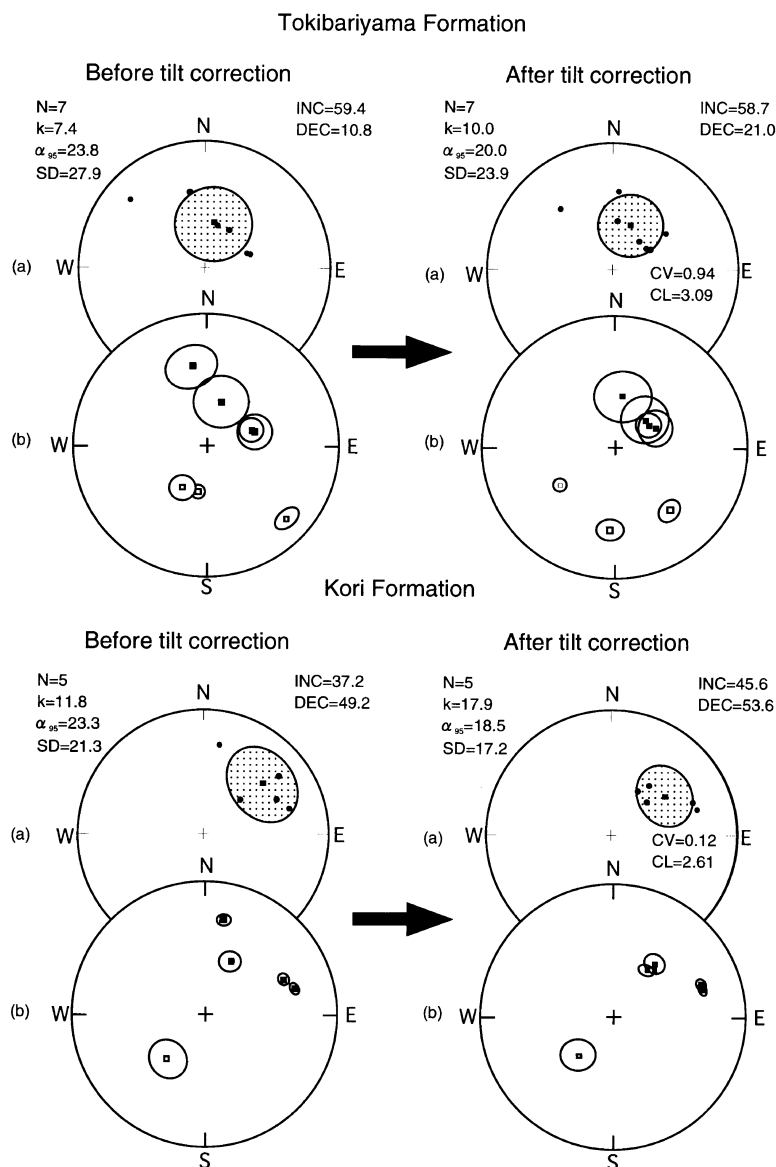 Tokibariyama Formation
Before tilt correction
N=7
k=7.4
α95=23.8
SD=27.9
INC=59.4
DEC=10.8
N
(a)
W
E
N
(b)
W
E
S
After tilt correction
N=7
k=10.0
α95=20.0
SD=23.9
INC=58.7
DEC=21.0
N
(a)
W
E
CV=0.94
CL=3.09
N
(b)
W
E
S
Kori Formation
Before tilt correction
N=5
k=11.8
α95=23.3
SD=21.3
INC=37.2
DEC=49.2
N
(a)
W
E
N
(b)
W
E
S
After tilt correction
N=5
k=17.9
α95=18.5
SD=17.2
INC=45.6
DEC=53.6
N
(a)
W
E
CV=0.12
CL=2.61
N
(b)
W
E
S